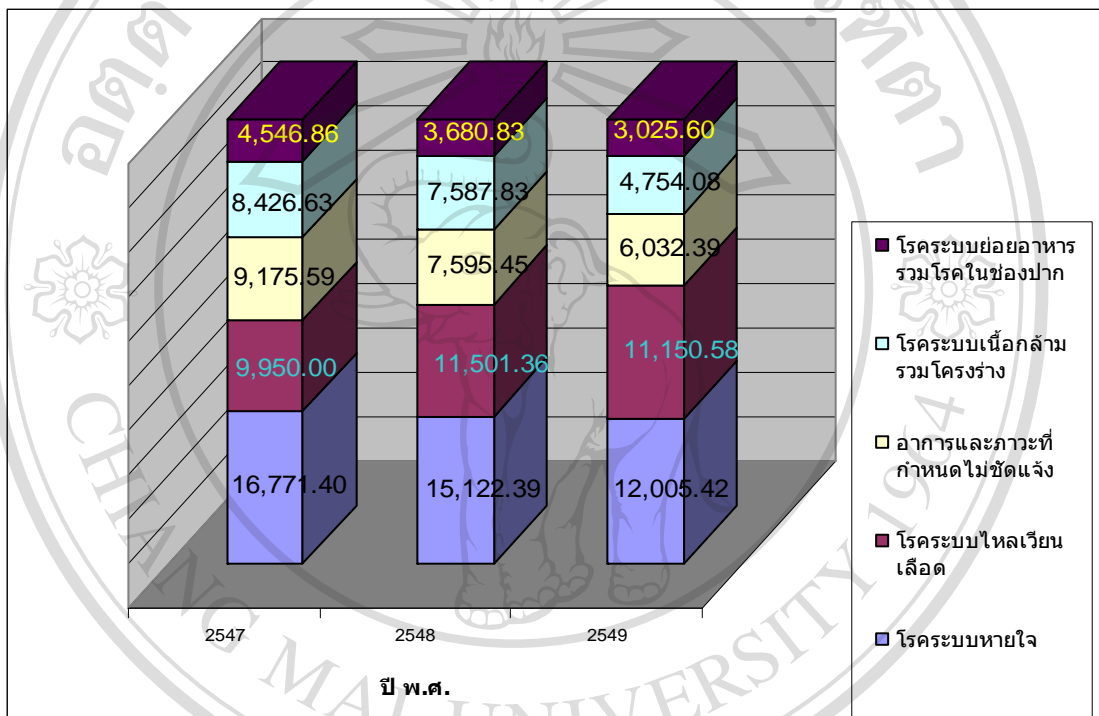 4,546.86 3,680.83 3,025.60
8,426.63 7,587.83 4,754.08
9,175.59 7,595.45 6,032.39
9,950.00 11,501.36 11,150.58
16,771.40 15,122.39 12,005.42
2547 2548 2549
ปี พ.ศ.
โรคระบบย่อยอาหาร
รวมโรคในช่องปาก
โรคระบบเนื้อกล้าม
รวมโครงร่าง
อาการและภาวะที่
กำหนดไม่ชัดแจ้ง
โรคระบบไหลเวียน
เลือด
โรคระบบหายใจ
CHIANG MAI UNIVERSITY 1964